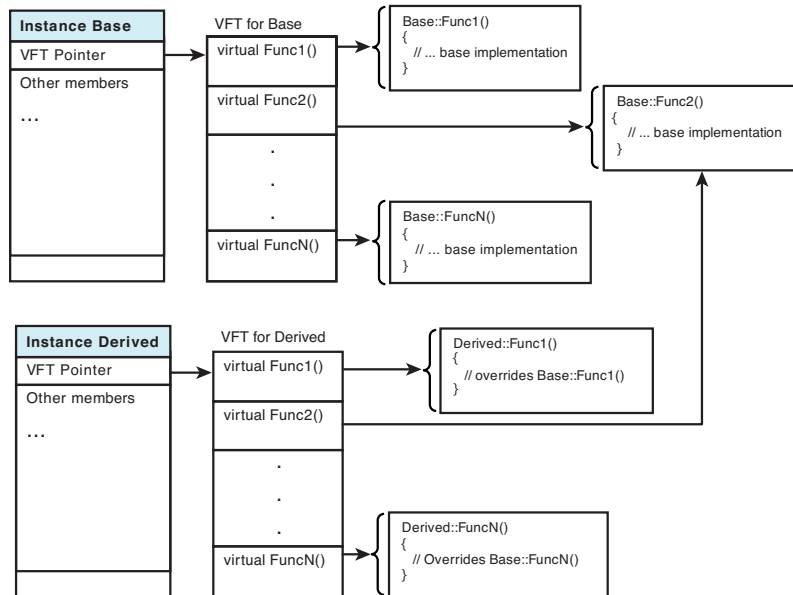 Instance Base
VFT Pointer
Other members
...
VFT for Base
virtual Func1()
virtual Func2()
.
.
.
virtual FuncN()
Base::Func1()
{
// ... base implementation
}
Base::Func2()
{
// ... base implementation
}
Base::FuncN()
{
// ... base implementation
}
Instance Derived
VFT Pointer
Other members
...
VFT for Derived
virtual Func1()
virtual Func2()
.
.
.
virtual FuncN()
Derived::Func1()
{
// overrides Base::Func1()
}
Derived::FuncN()
{
// Overrides Base::FuncN()
}